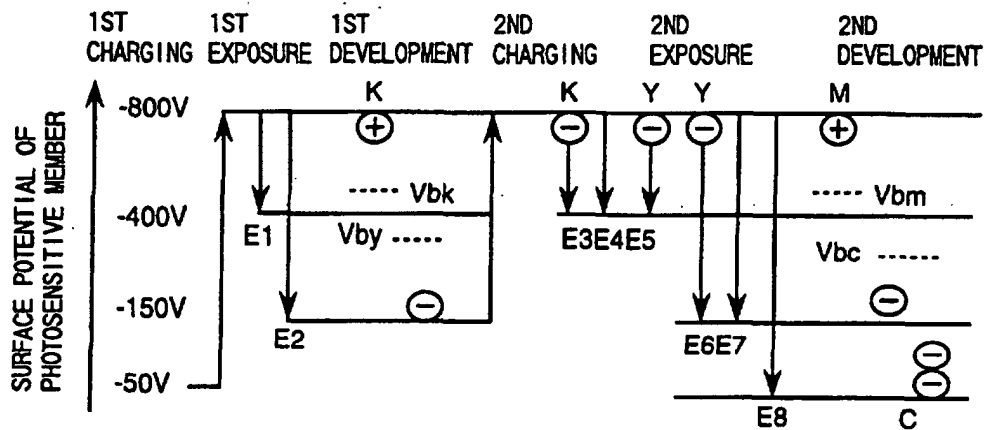 1ST CHARGING
1ST EXPOSURE
1ST DEVELOPMENT
2ND CHARGING
2ND EXPOSURE
2ND DEVELOPMENT
SURFACE POTENTIAL OF
PHOTOSENSITIVE MEMBER
-800V
K
K
Y
Y
M
+
-
-
-
+
Vbk
Vbm
-400V
E1
Vby
E3E4E5
Vbc
-150V
-
-
E2
E6E7
-
-50V
-
E8
C